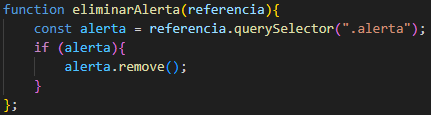 function eliminarAlerta(referencia){
    const alerta = referencia.querySelector(".alerta");
    if (alerta){
        alerta.remove();
    }
};